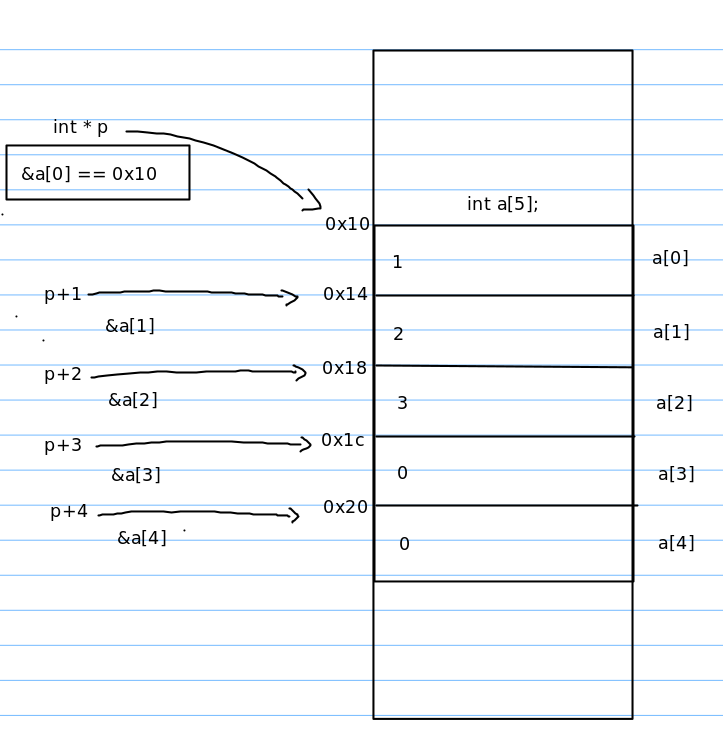 int * p
&a[0] == 0x10
int a[5];
0x10
1
a[0]
p+1
0x14
&a[1]
2
a[1]
p+2
0x18
&a[2]
3
a[2]
p+3
0x1c
&a[3]
0
a[3]
p+4
0x20
&a[4]
0
a[4]